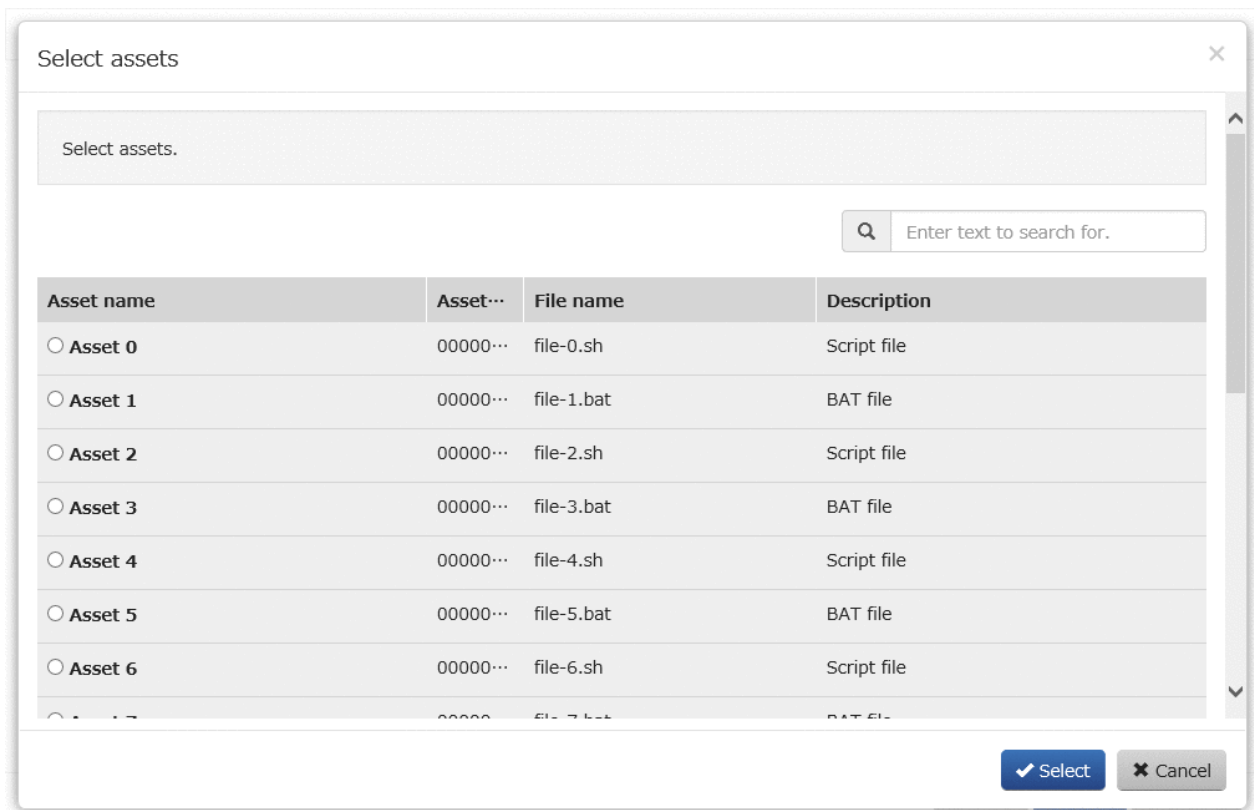 Select assets
Select assets.
Enter text to search for.
Asset name Asset··· File name Description
Asset 0 00000··· file-0.sh Script file
Asset 1 00000··· file-1.bat BAT file
Asset 2 00000··· file-2.sh Script file
Asset 3 00000··· file-3.bat BAT file
Asset 4 00000··· file-4.sh Script file
Asset 5 00000··· file-5.bat BAT file
Asset 6 00000··· file-6.sh Script file
Select Cancel